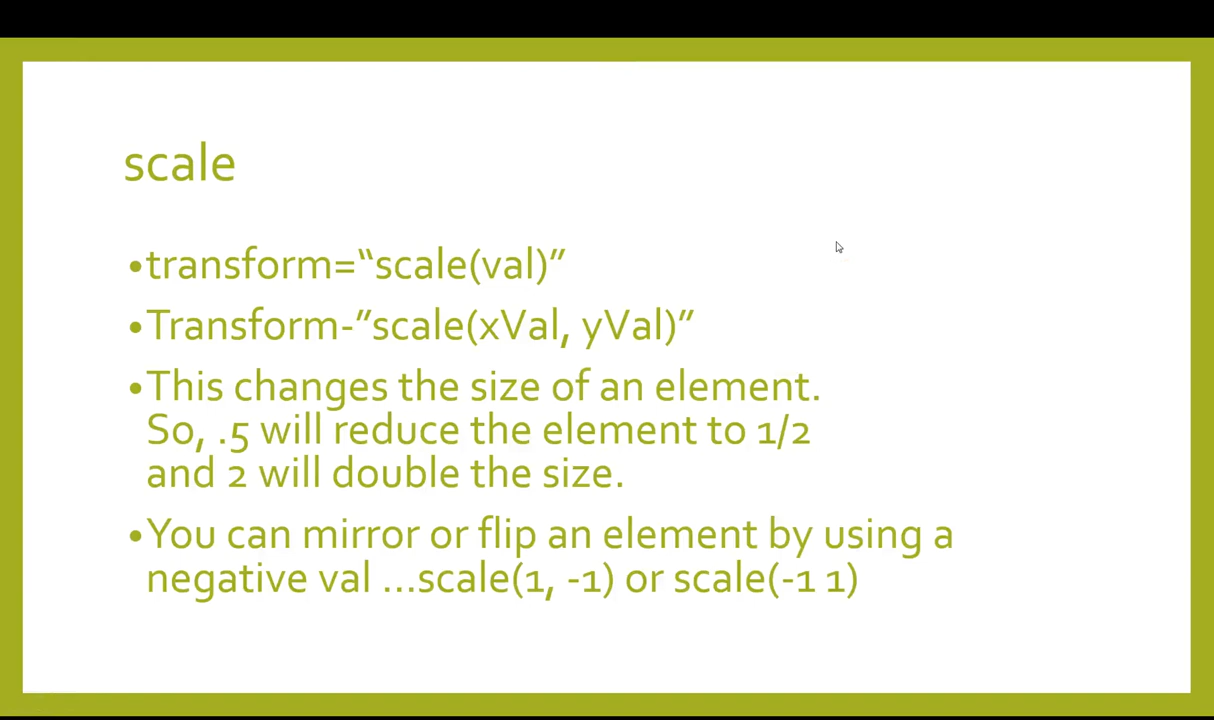 scale
•transform=“scale(val)”
•Transform-”scale(xVal, yVal)”
•This changes the size of an element.
So, .5 will reduce the element to 1/2
and 2 will double the size.
•You can mirror or flip an element by using a
negative val ...scale(1, -1) or scale(-1 1)